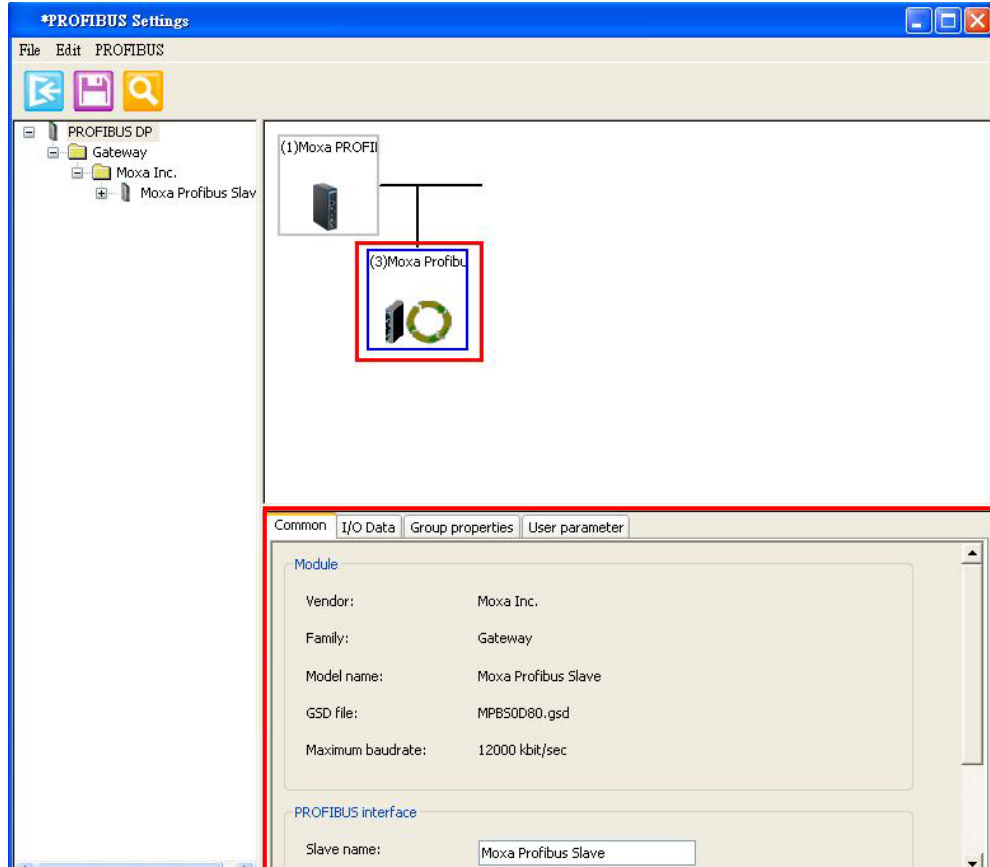 *PROFIBUS Settings
File Edit PROFIBUS
PROFIBUS DP
Gateway
Moxa Inc.
Moxa Profibus Slav
(1)Moxa PROFI
(3)Moxa Profibu
Common I/O Data Group properties User parameter
Module
Vendor: Moxa Inc.
Family: Gateway
Model name: Moxa Profibus Slave
GSD file: MPBS0D80.gsd
Maximum baudrate: 12000 kbit/sec
PROFIBUS interface
Slave name: Moxa Profibus Slave